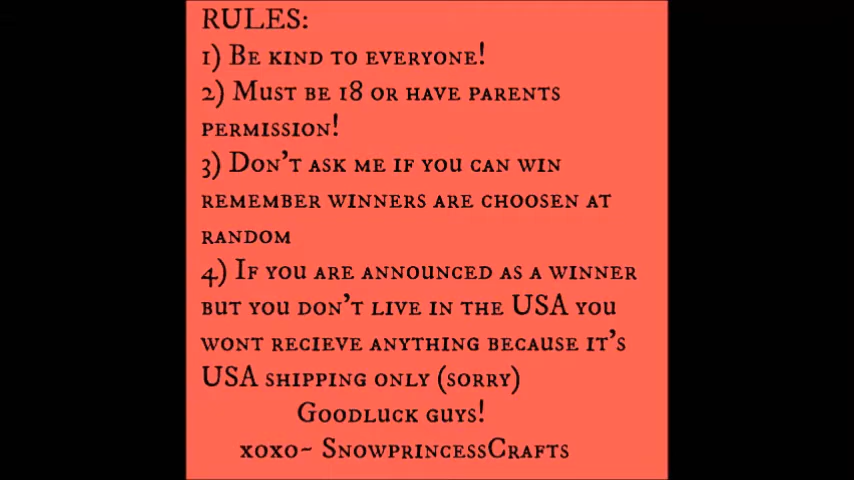 RULES:
1) Be kind to everyone!
2) Must be 18 or have parents
permission!
3) Don't ask me if you can win
remember winners are choosen at
random
4) If you are announced as a winner
but you don't live in the USA you
wont recieve anything because it's
USA shipping only (sorry)
Goodluck guys!
xoxo~ SnowprincessCrafts